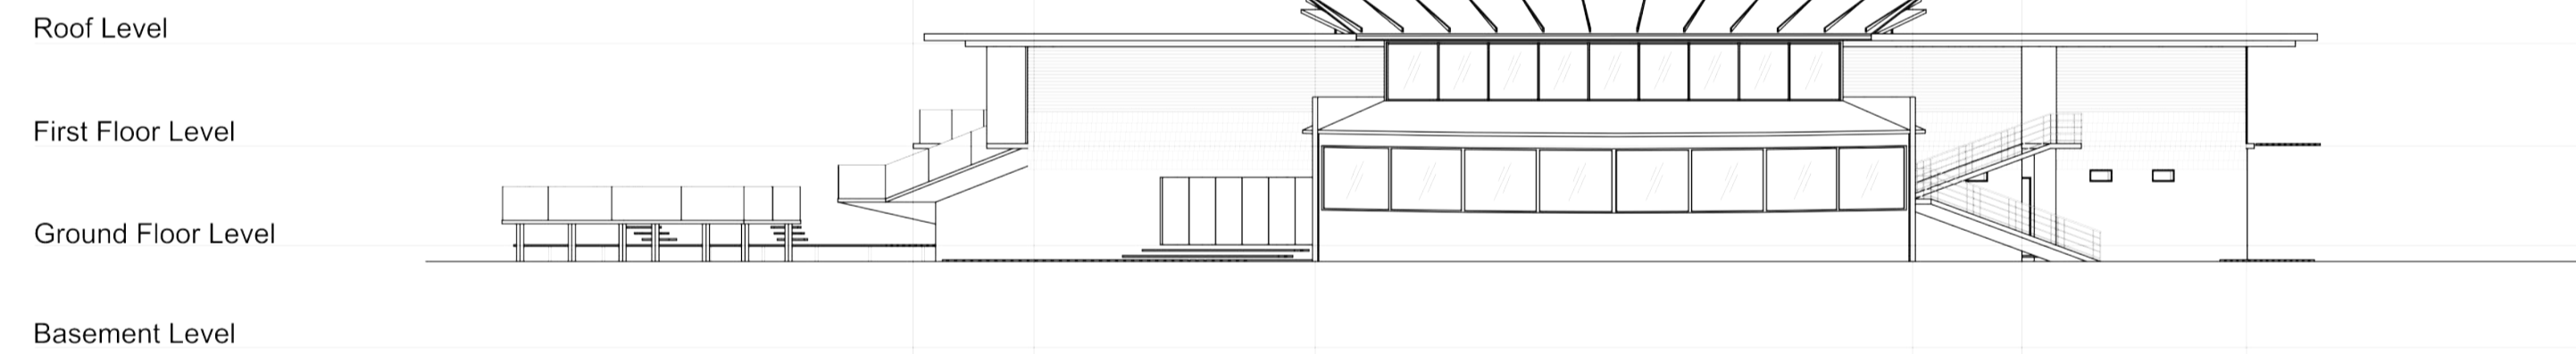 Roof Level
First Floor Level
Ground Floor Level
Basement Level